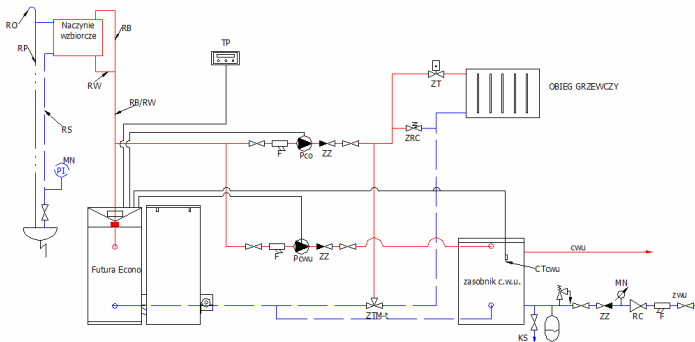 RO
Naczynie
wzbiorcze
RB
RP
TP
RW
ZT
OBIEG GRZEWCZY
RB/RW
RS
ZRC
MN
PI
F
Pco
ZZ
Futura Econo
F
Pcwu
ZZ
cwu
CTcwu
zasobnik c.w.u.
MN
zwu
ZTM-t
ZZ
RC
F
KS